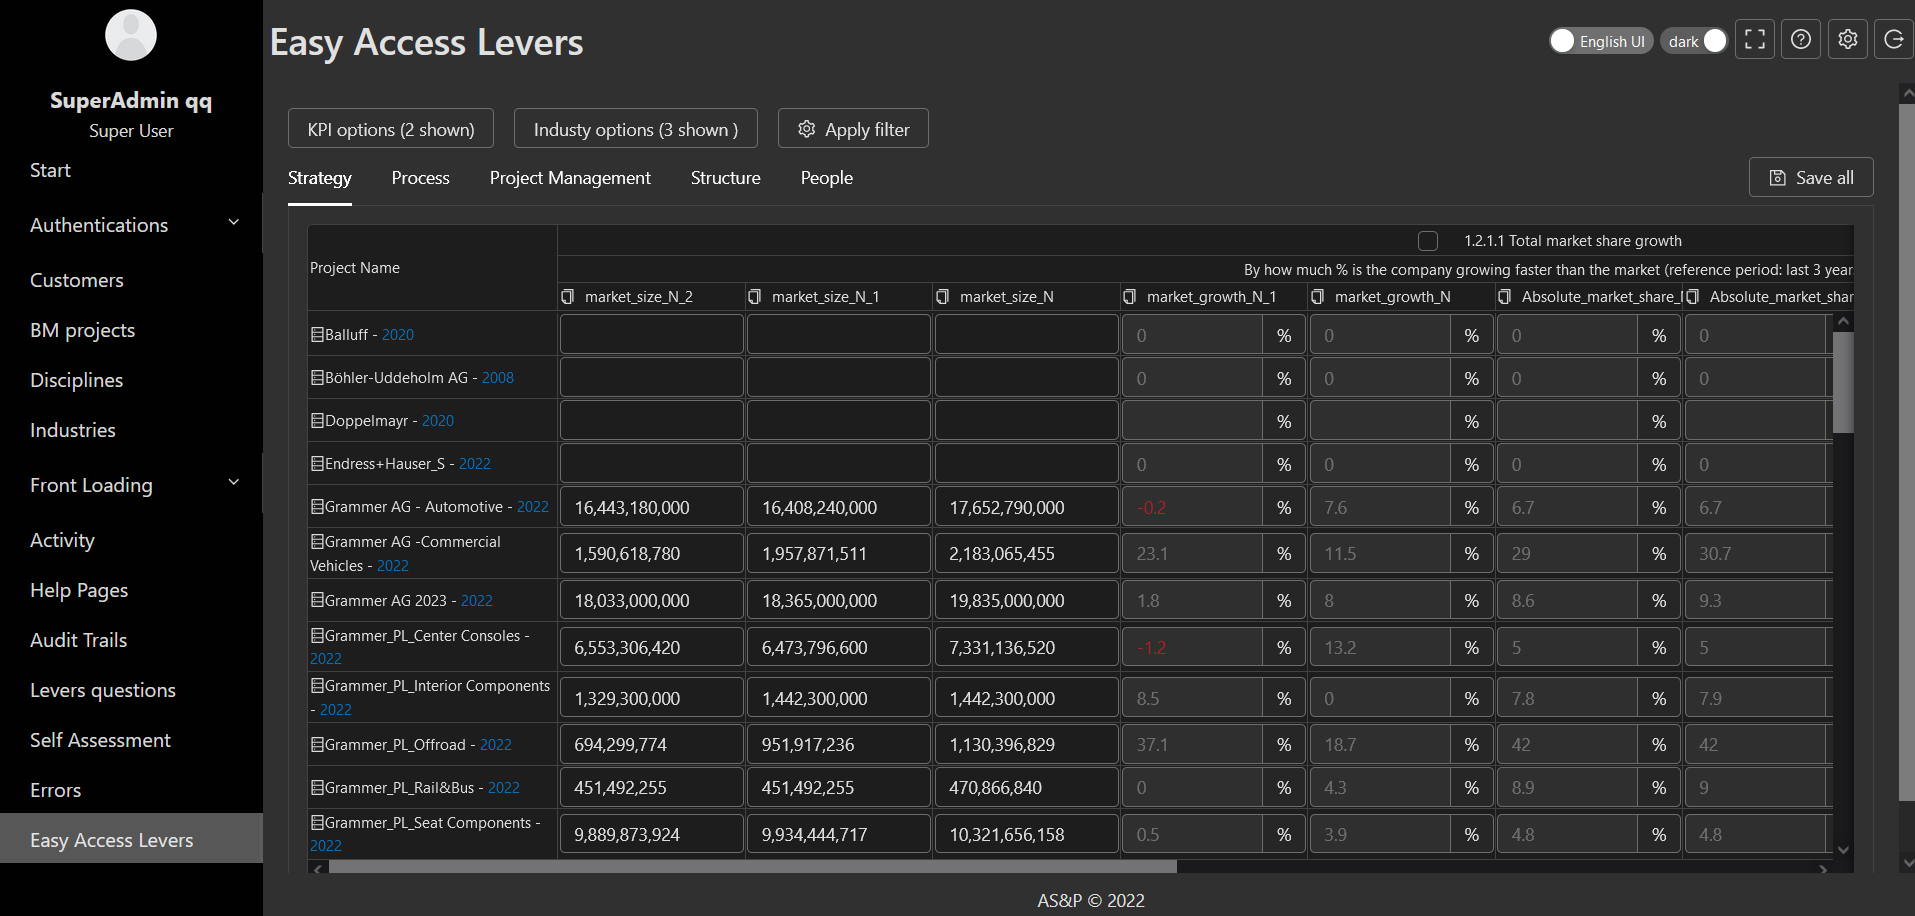 Easy Access Levers
English UI
dark
SuperAdmin qq
Super User
Start
Authentications
Customers
BM projects
Disciplines
Industries
Front Loading
Activity
Help Pages
Audit Trails
Levers questions
Self Assessment
Errors
Easy Access Levers
KPI options (2 shown)
Industy options (3 shown )
Apply filter
Strategy Process Project Management Structure People
Save all
Project Name
1.2.1.1 Total market share growth
By how much % is the company growing faster than the market (reference period: last 3 year
market_size_N_2 market_size_N_1 market_size_N market_growth_N_1 market_growth_N Absolute_market_share_ Absolute_market_shar
Balluff - 2020 0 % 0 % 0 % 0
Böhler-Uddeholm AG - 2008 0 % 0 % 0 % 0
Doppelmayr - 2020 % % %
Endress+Hauser_S - 2022 0 % 0 % 0 % 0
Grammer AG - Automotive - 2022 16,443,180,000 16,408,240,000 17,652,790,000 -0.2 % 7.6 % 6.7 % 6.7
Grammer AG -Commercial
Vehicles - 2022 1,590,618,780 1,957,871,511 2,183,065,455 23.1 % 11.5 % 29 % 30.7
Grammer AG 2023 - 2022 18,033,000,000 18,365,000,000 19,835,000,000 1.8 % 8 % 8.6 % 9.3
Grammer_PL_Center Consoles -
2022 6,553,306,420 6,473,796,600 7,331,136,520 -1.2 % 13.2 % 5 % 5
Grammer_PL_Interior Components
- 2022 1,329,300,000 1,442,300,000 1,442,300,000 8.5 % 0 % 7.8 % 7.9
Grammer_PL_Offroad - 2022 694,299,774 951,917,236 1,130,396,829 37.1 % 18.7 % 42 % 42
Grammer_PL_Rail&Bus - 2022 451,492,255 451,492,255 470,866,840 0 % 4.3 % 8.9 % 9
Grammer_PL_Seat Components -
2022 9,889,873,924 9,934,444,717 10,321,656,158 0.5 % 3.9 % 4.8 % 4.8
AS&P © 2022